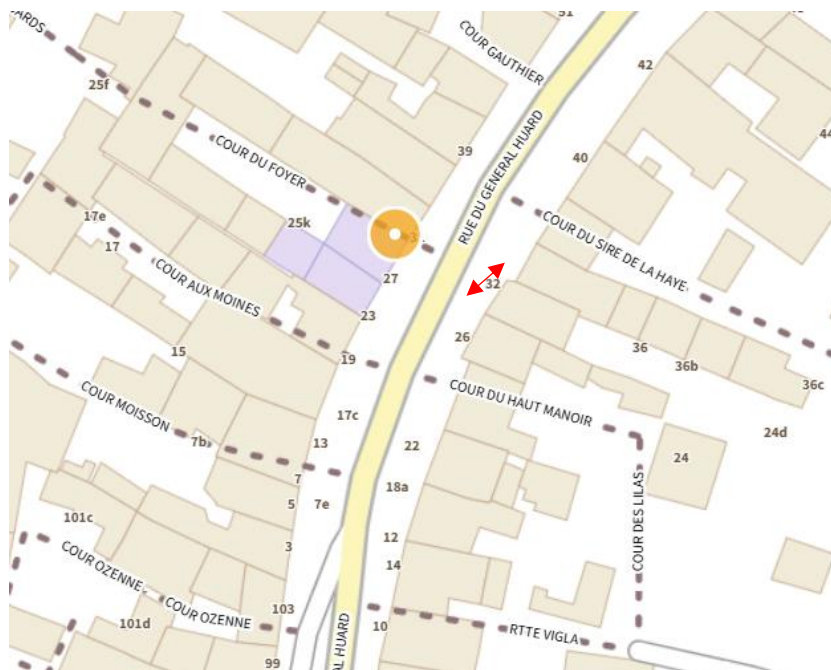 ARDS
51
COUR GAUTHIER
42
25f
44
39
40
COUR DU FOYER
RUE DU GENERAL HUARD
17e
25k
COUR DU SIRE DE LA HAYE
17
COUR AUX MOINES
27
32
23
26
15
19
36
36b
36c
COUR MOISSON
17c
COUR DU HAUT MANOIR
24d
7b
13
22
24
7
18a
5
7e
101c
COUR DES LILAS
12
3
14
COUR OZENNE
COUR OZENNE
103
101d
10
RTTE VIGLA
AL HUARD
99